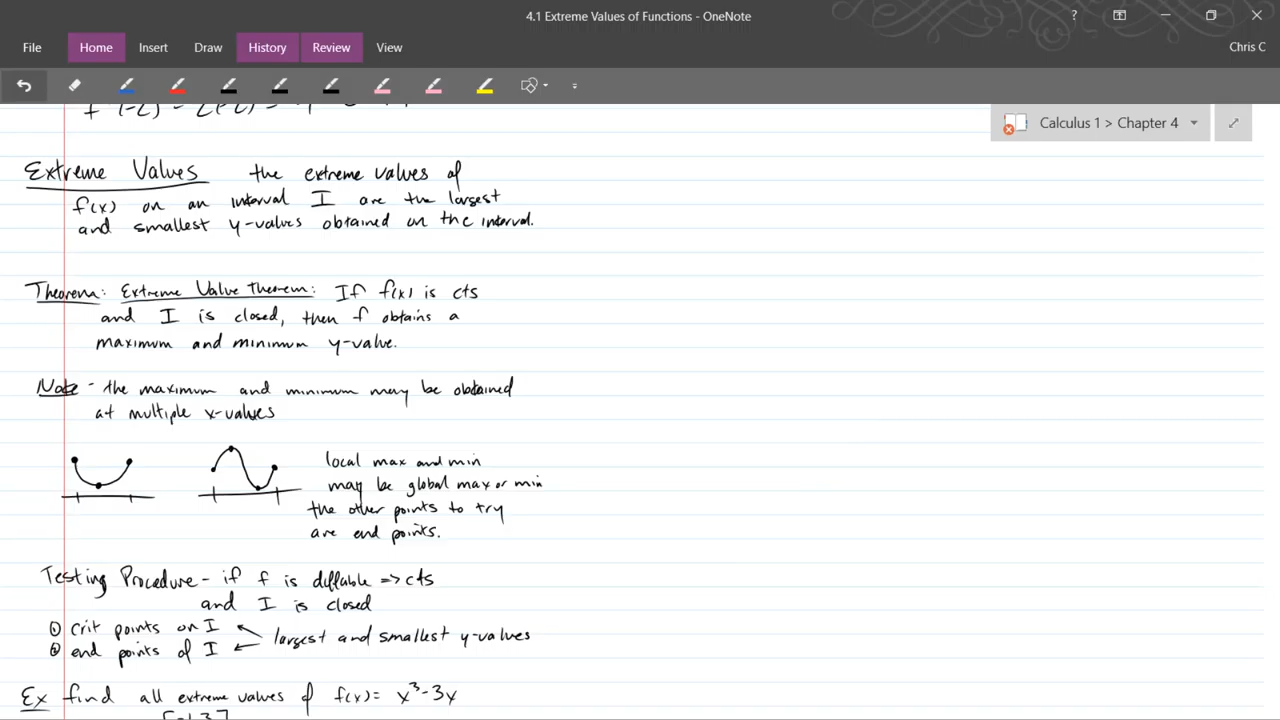 4.1 Extreme Values of Functions - OneNote
?
File
Home
Insert
Draw
History
Review
View
Chris C
Calculus 1 > Chapter 4
Extreme Values the extreme values of
f(x) on an interval I are the largest
and smallest y-values obtained on the interval.
Theorem: Extreme Value Theorem: If f(x) is cts
and I is closed, then f obtains a
maximum and minimum y-value.
Note - the maximum and minimum may be obtained
at multiple x-values
local max and min
may be global max or min
the other points to try
are end points.
Testing Procedure - if f is diffable => cts
and I is closed
① crit points on I
② end points of I
largest and smallest y-values
Ex find all extreme values of f(x) = x³-3x